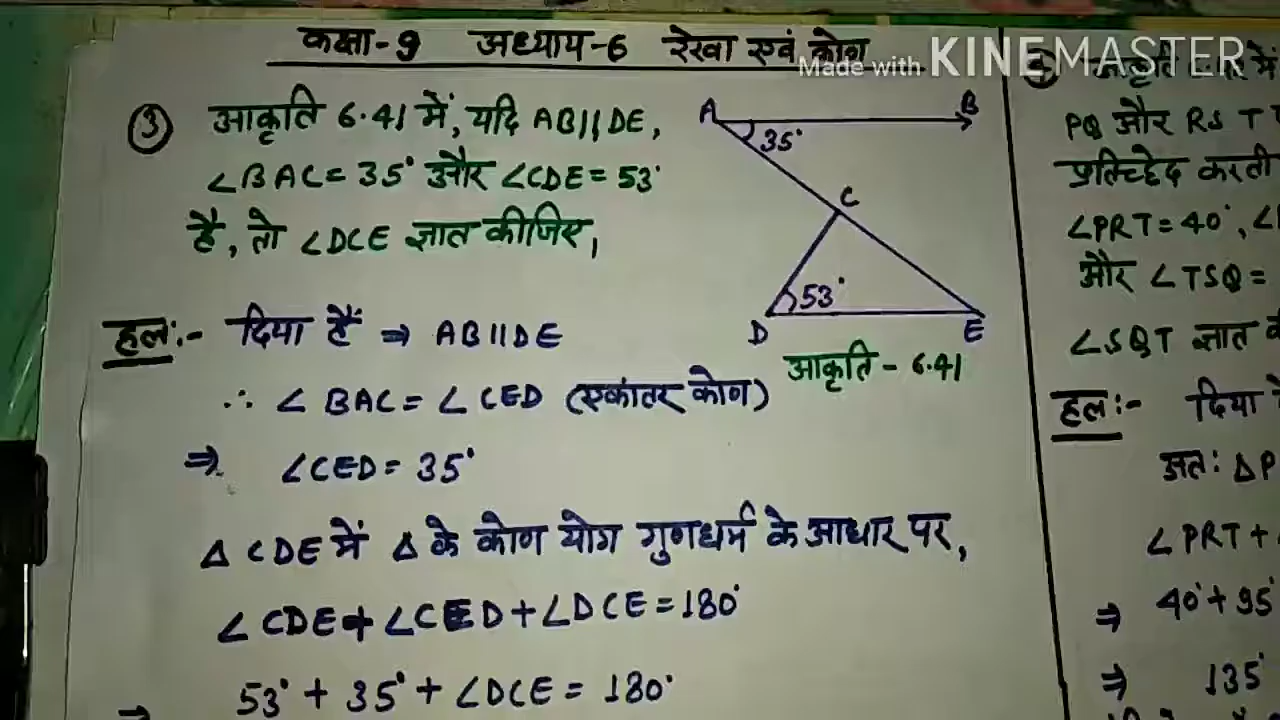 कक्षा-9 अध्याय-6 रेखा एवं कोण
Made with KINEMASTER
③ आकृति 6.41 में, यदि AB||DE,
∠BAC = 35° और ∠CDE = 53°
है, तो ∠DCE ज्ञात कीजिए,
A
B
35°
C
53°
D
E
आकृति - 6.41
हल:- दिया हैं ⇒ AB||DE
∴ ∠BAC = ∠CED (एकांतर कोण)
⇒ ∠CED = 35°
Δ CDE में Δ के कोण योग गुणधर्म के आधार पर,
∠CDE + ∠CED + ∠DCE = 180°
⇒ 53° + 35° + ∠DCE = 180°
आकृति में
PQ और RS T
प्रतिच्छेद करती
∠PRT = 40°, ∠
और ∠TSQ =
∠SQT ज्ञात
हल:- दिया
अतः ΔP
∠PRT +
⇒ 40° + 95°
⇒ 135°